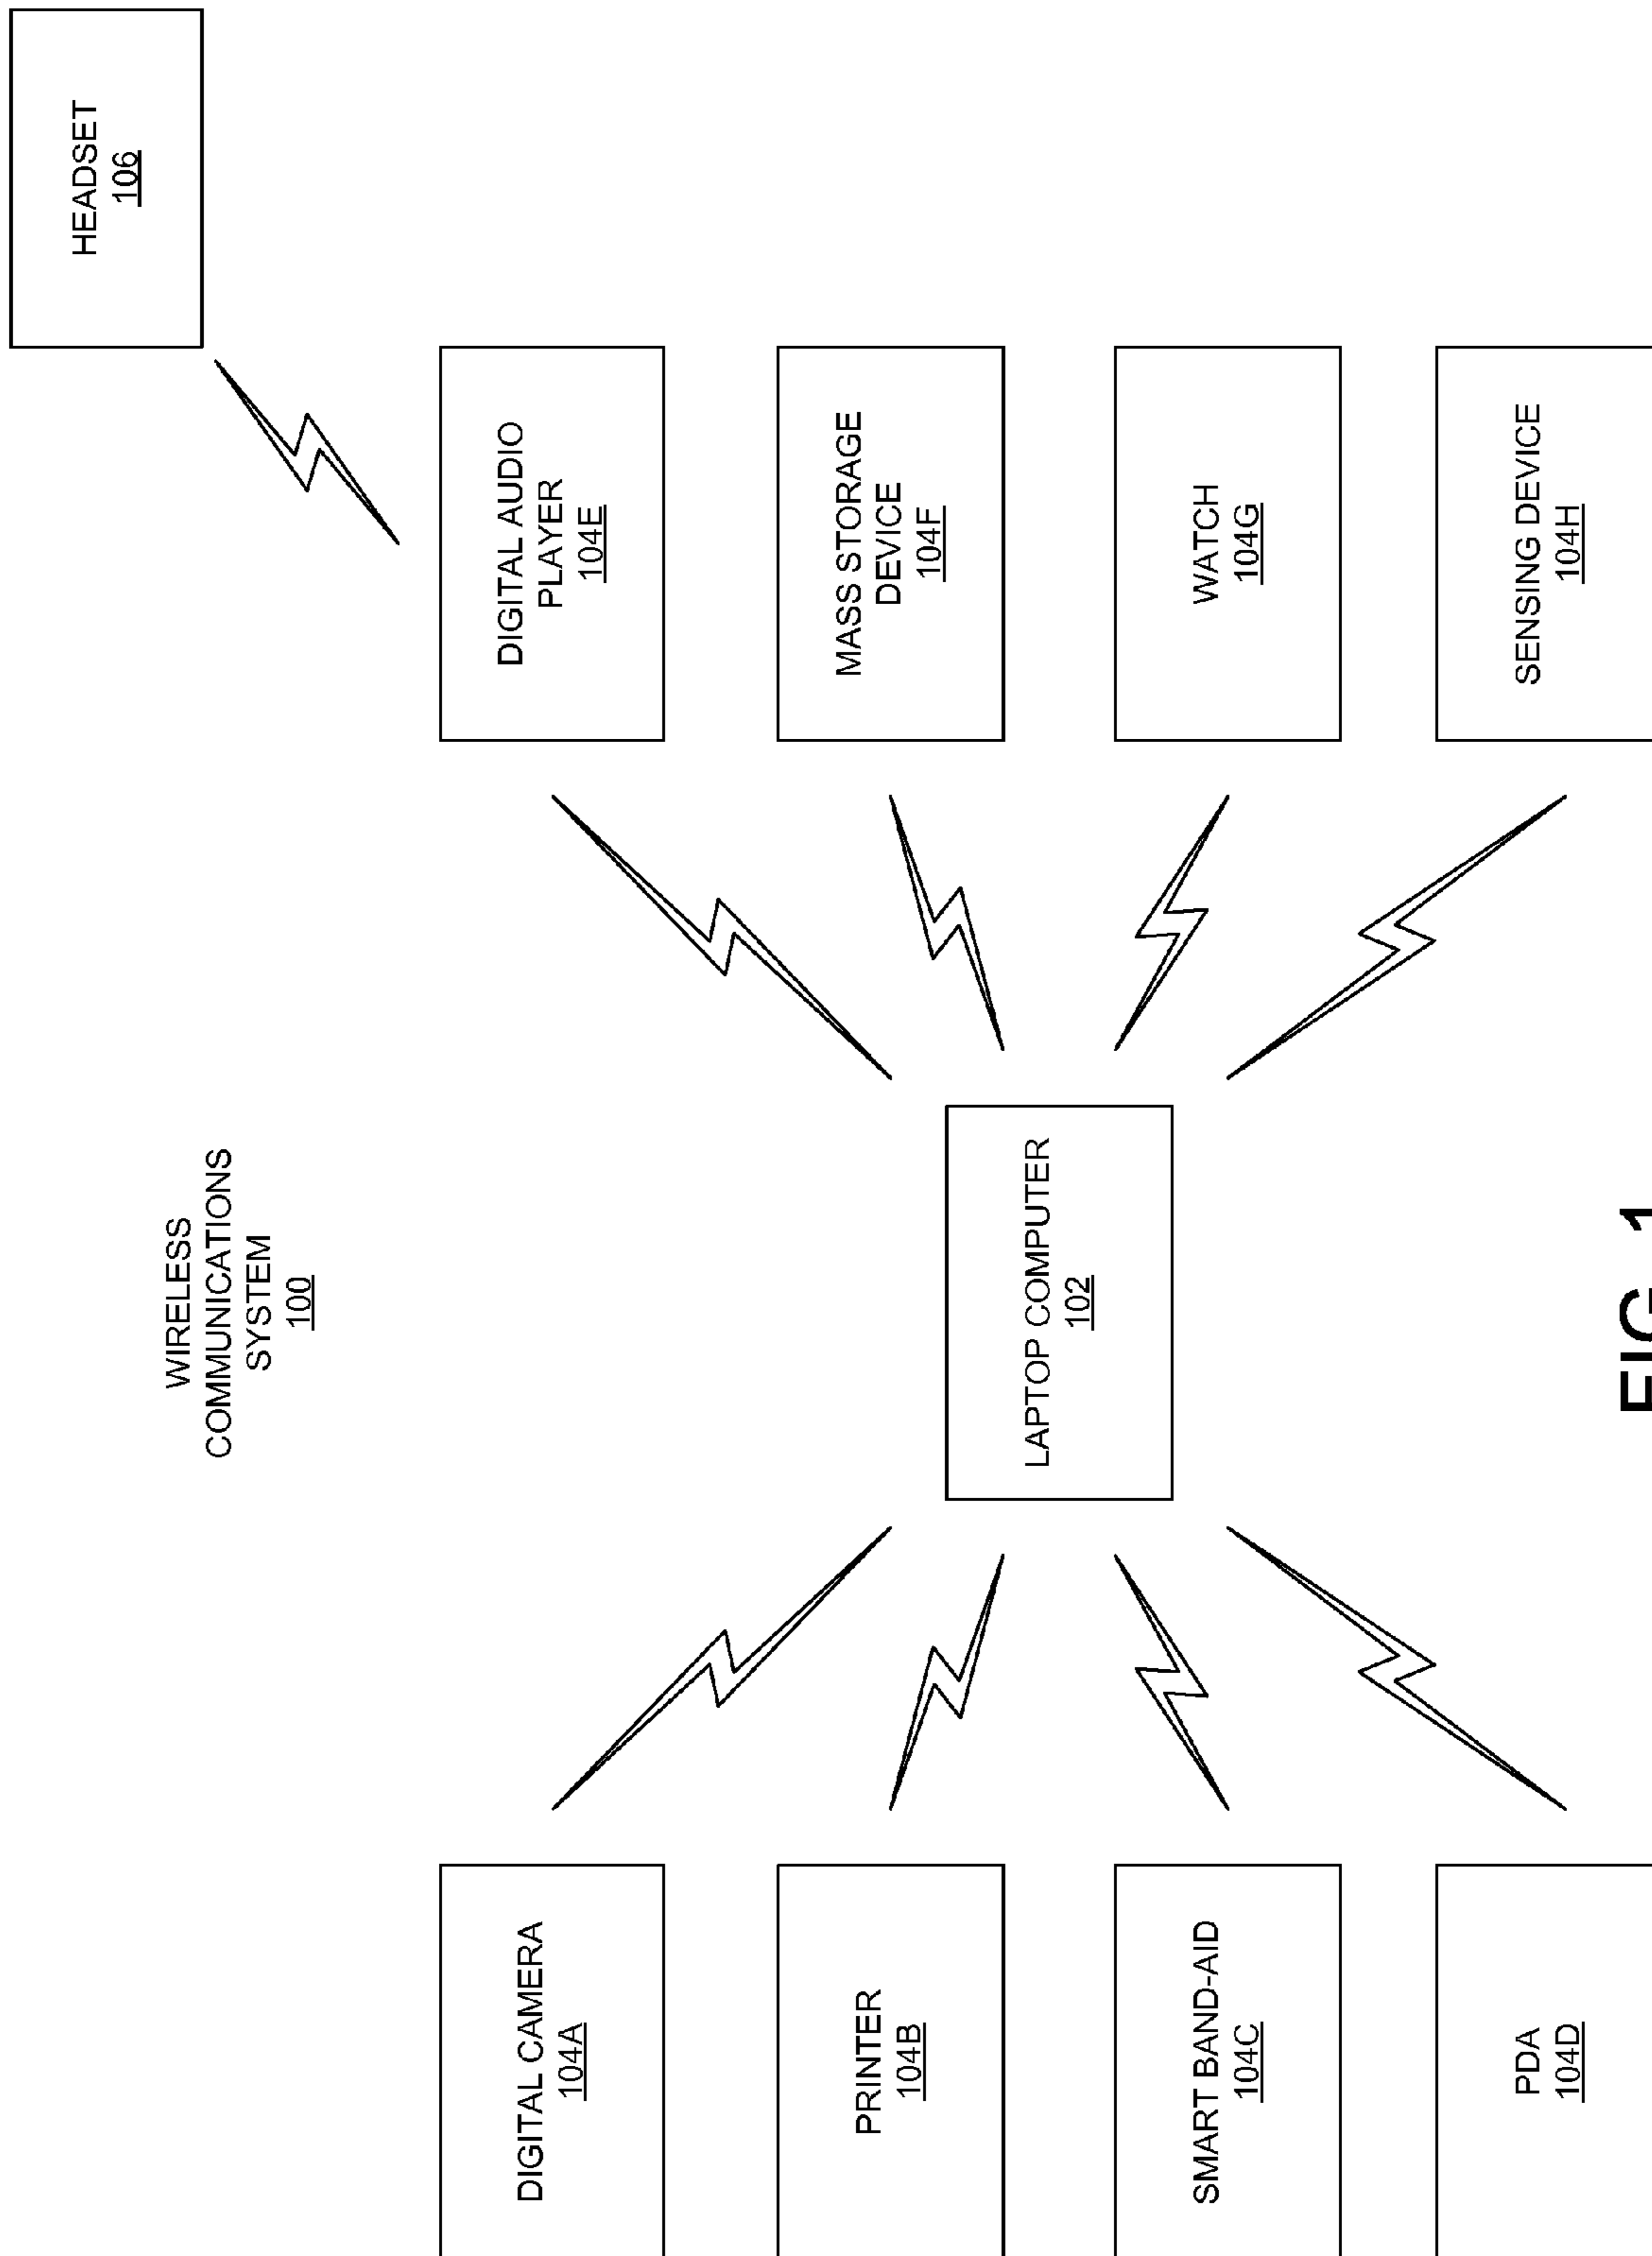 WIRELESS
COMMUNICATIONS
SYSTEM
100
HEADSET
106
DIGITAL CAMERA
104A
DIGITAL AUDIO
PLAYER
104E
PRINTER
104B
LAPTOP COMPUTER
102
MASS STORAGE
DEVICE
104F
SMART BAND-AID
104C
WATCH
104G
PDA
104D
SENSING DEVICE
104H
FIG. 1